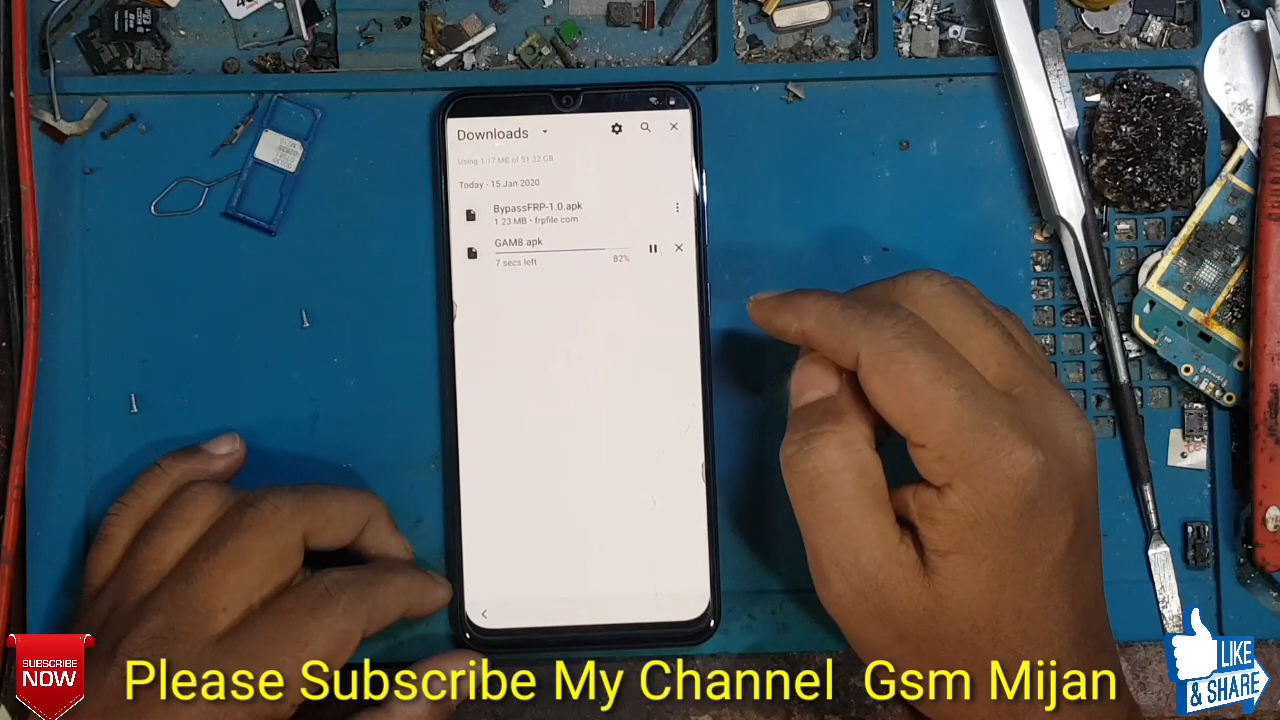 Downloads
Using 1.17 MB of 51.32 GB
Today - 15 Jan 2020
BypassFRP-1.0.apk
1.23 MB • frpfile.com
GAM8.apk
7 secs left
82%
SUBSCRIBE
NOW
Please Subscribe My Channel Gsm Mijan
LIKE
& SHARE